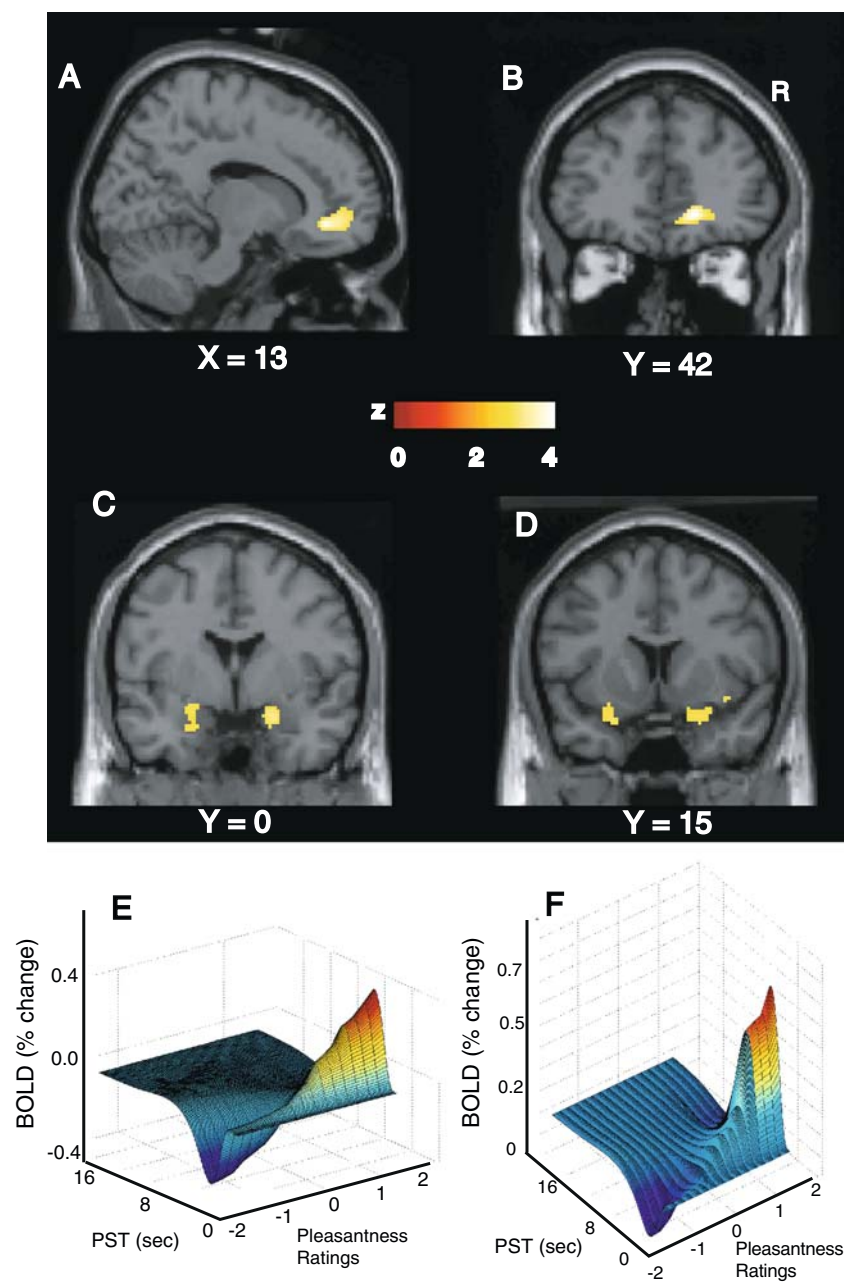 A
B
R
X = 13
Y = 42
z
0 2 4
C
D
Y = 0
Y = 15
E
BOLD (% change)
0.4
0.0
-0.4
16
8
0
PST (sec)
-2
-1
0
1
2
Pleasantness
Ratings
F
BOLD (% change)
0.7
0.5
0.2
0
16
8
0
PST (sec)
-2
-1
0
1
2
Pleasantness
Ratings